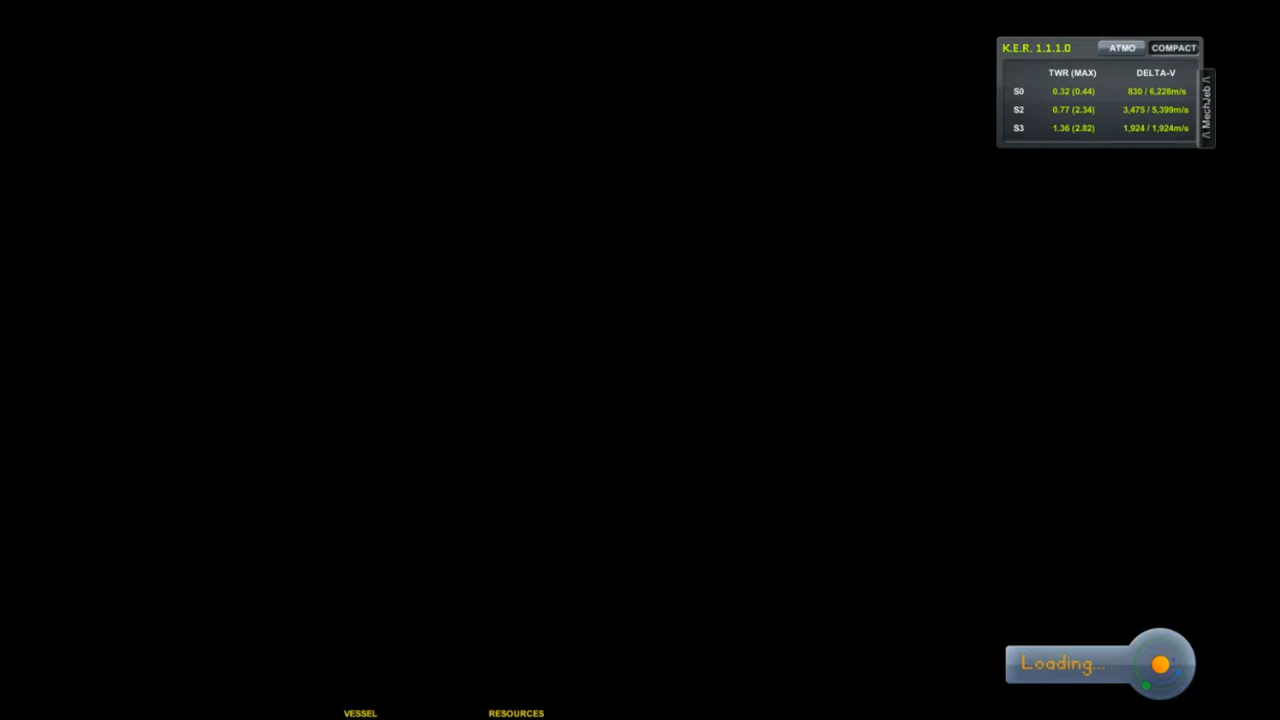 K.E.R. 1.1.1.0 ATMO COMPACT
TWR (MAX) DELTA-V
S0 0.32 (0.44) 830 / 6,228m/s
S2 0.77 (2.34) 3,475 / 5,399m/s
S3 1.36 (2.82) 1,924 / 1,924m/s
/\ MechJeb /\
Loading...
VESSEL RESOURCES